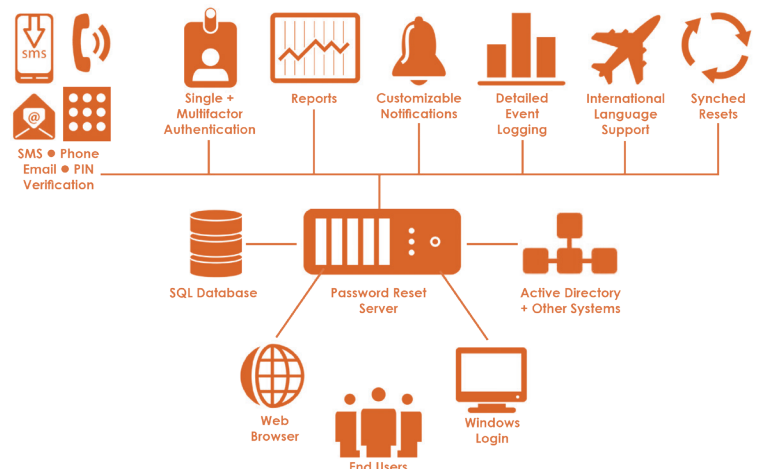 sms
@
SMS ● Phone
Email ● PIN
Verification
Single +
Multifactor
Authentication
Reports
Customizable
Notifications
Detailed
Event
Logging
International
Language
Support
Synched
Resets
SQL Database
Password Reset
Server
Active Directory
+ Other Systems
Web
Browser
Windows
Login
End Users